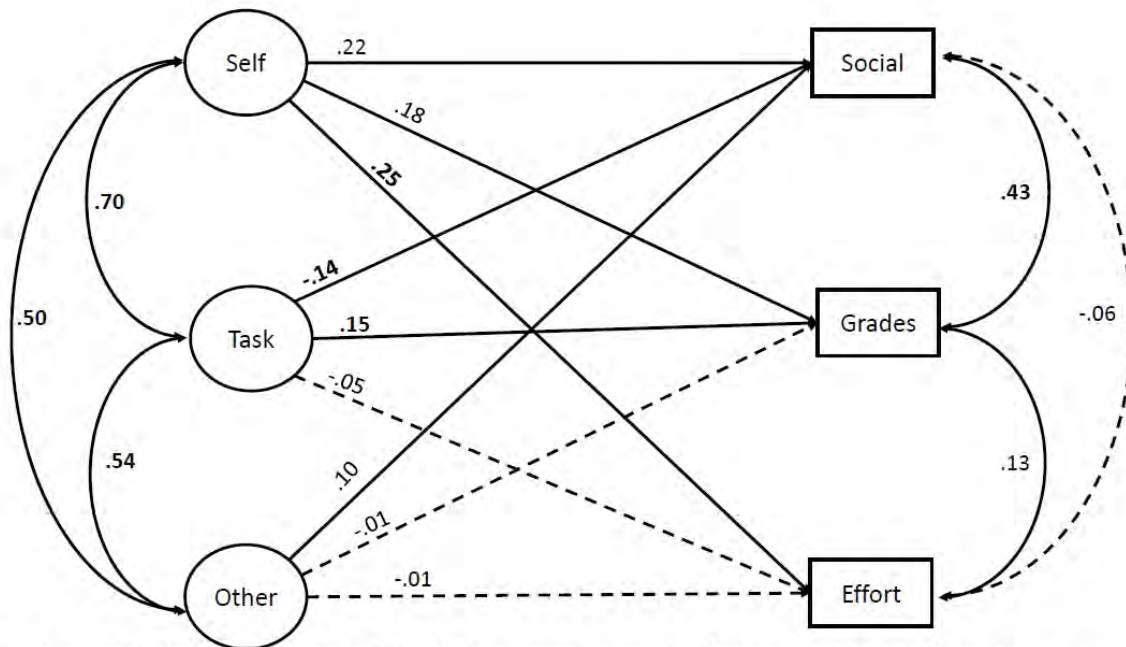 Self
.22
Social
.18
.25
.70
.43
-.14
.50
Task
.15
Grades
-.06
-.05
.54
.10
.13
-.01
Other
-.01
Effort